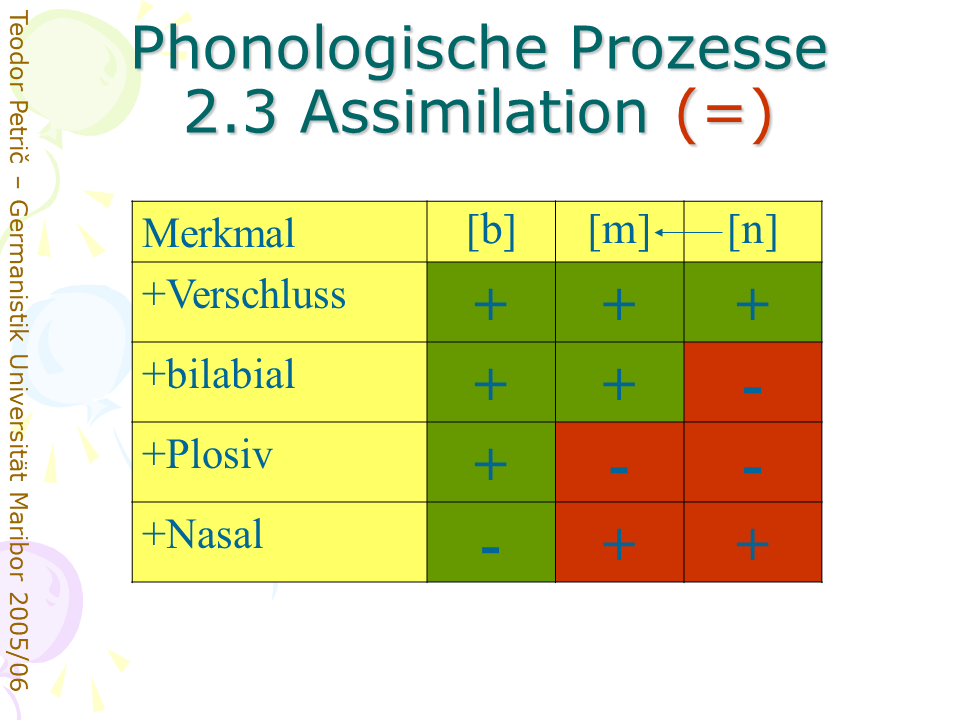 Phonologische Prozesse
2.3 Assimilation (=)
Merkmal [b] [m] [n]
+Verschluss + + +
+bilabial + + -
+Plosiv + - -
+Nasal - + +
Teodor Petrič – Germanistik Universität Maribor 2005/06